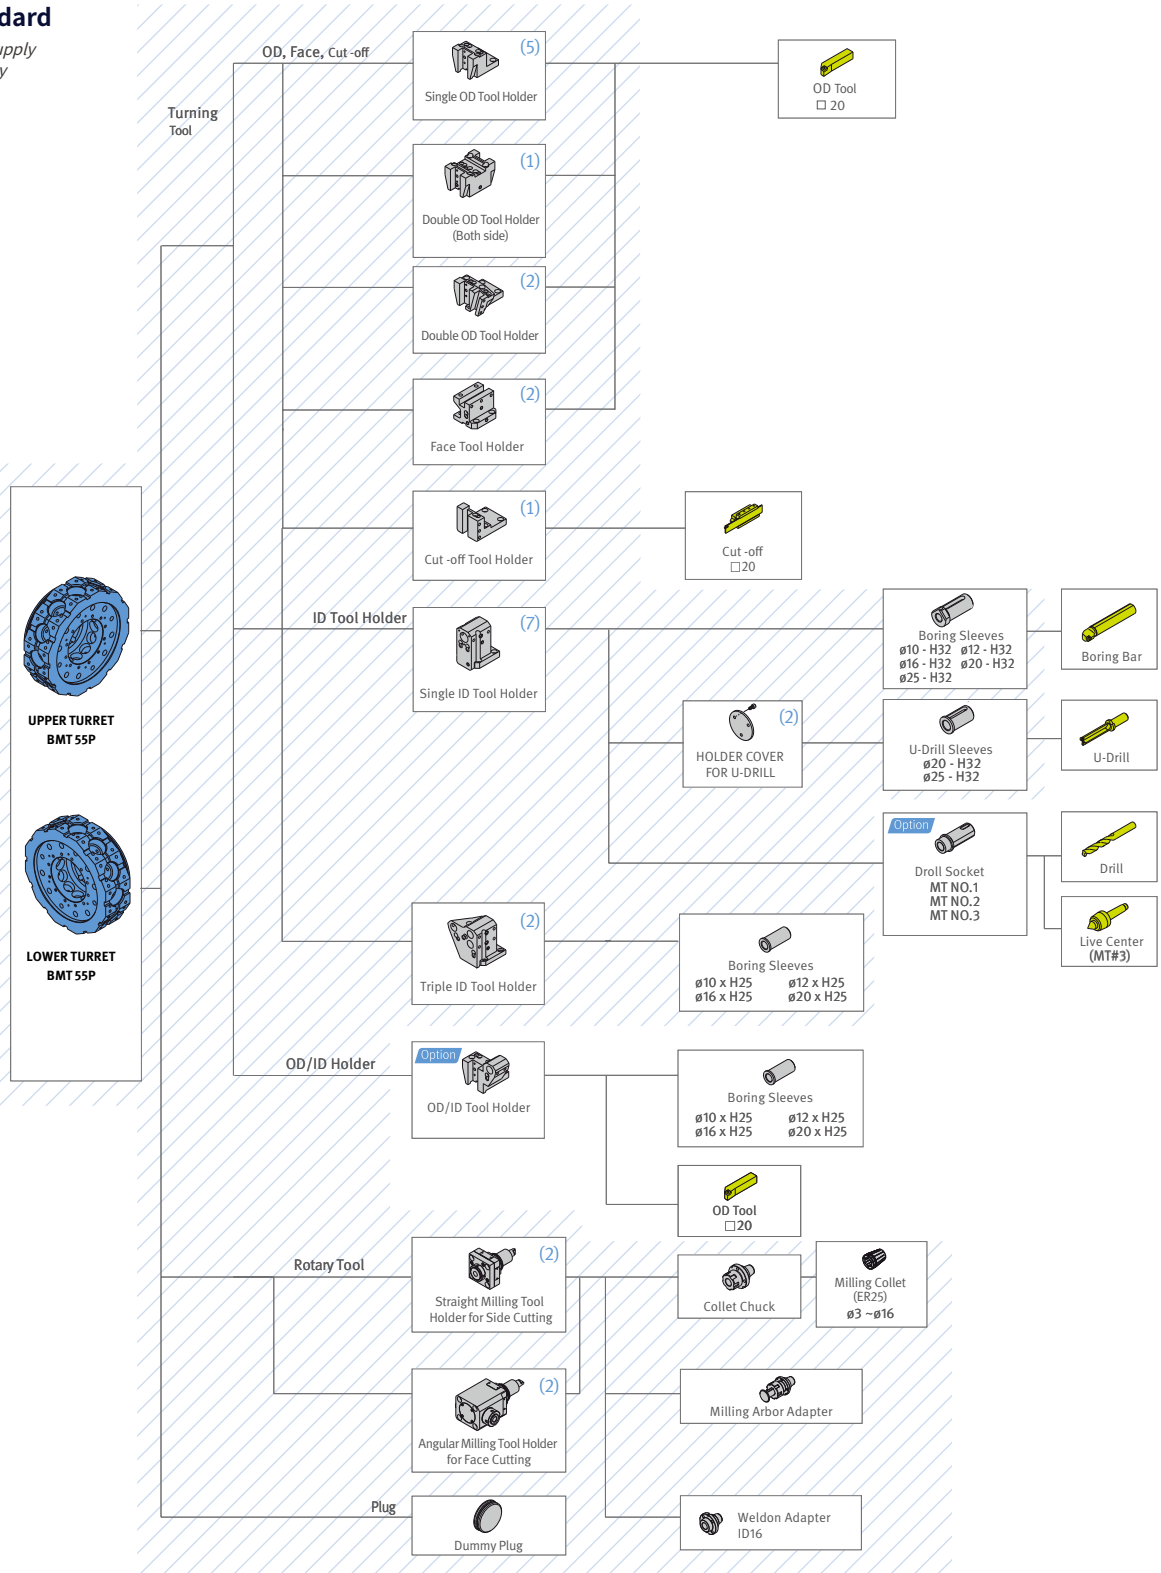 dard
upply
y
OD, Face, Cut -off
Turning
Tool
(5)
Single OD Tool Holder
OD Tool
□ 20
(1)
Double OD Tool Holder
(Both side)
(2)
Double OD Tool Holder
(2)
Face Tool Holder
(1)
Cut -off Tool Holder
Cut -off
□20
ID Tool Holder
(7)
Single ID Tool Holder
Boring Sleeves
ø10 - H32 ø12 - H32
ø16 - H32 ø20 - H32
ø25 - H32
Boring Bar
(2)
HOLDER COVER
FOR U-DRILL
U-Drill Sleeves
ø20 - H32
ø25 - H32
U-Drill
UPPER TURRET
BMT 55P
Option
Droll Socket
MT NO.1
MT NO.2
MT NO.3
Drill
Live Center
(MT#3)
LOWER TURRET
BMT 55P
(2)
Triple ID Tool Holder
Boring Sleeves
ø10 x H25 ø12 x H25
ø16 x H25 ø20 x H25
OD/ID Holder
Option
OD/ID Tool Holder
Boring Sleeves
ø10 x H25 ø12 x H25
ø16 x H25 ø20 x H25
OD Tool
□20
Rotary Tool
(2)
Straight Milling Tool
Holder for Side Cutting
Collet Chuck
Milling Collet
(ER25)
ø3 ~ø16
(2)
Angular Milling Tool Holder
for Face Cutting
Milling Arbor Adapter
Plug
Dummy Plug
Weldon Adapter
ID16